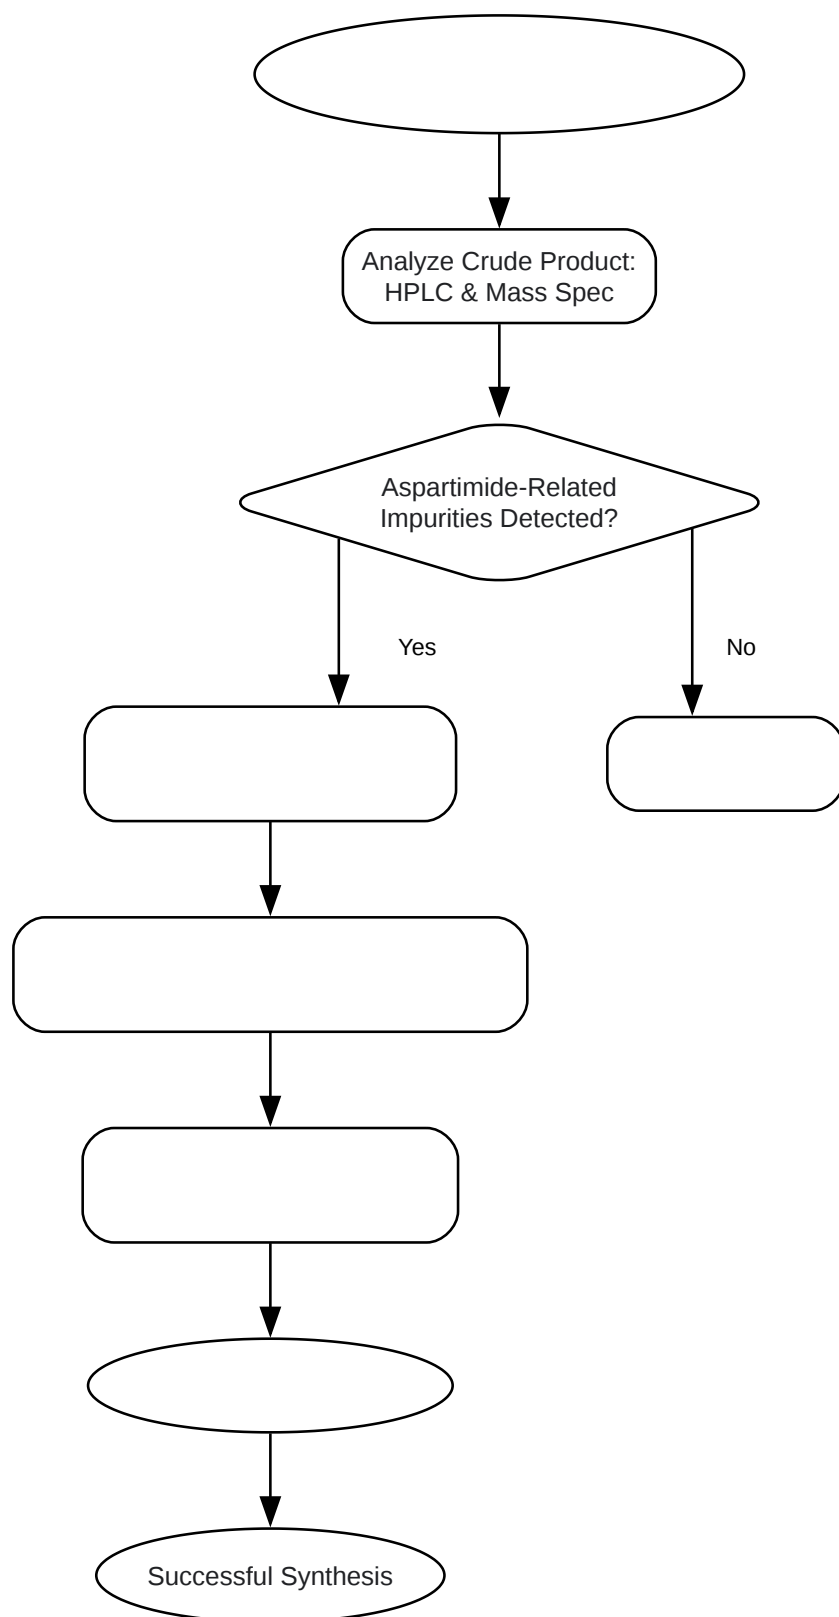 Analyze Crude Product:
HPLC & Mass Spec
Aspartimide-Related
Impurities Detected?
Yes
No
Successful Synthesis